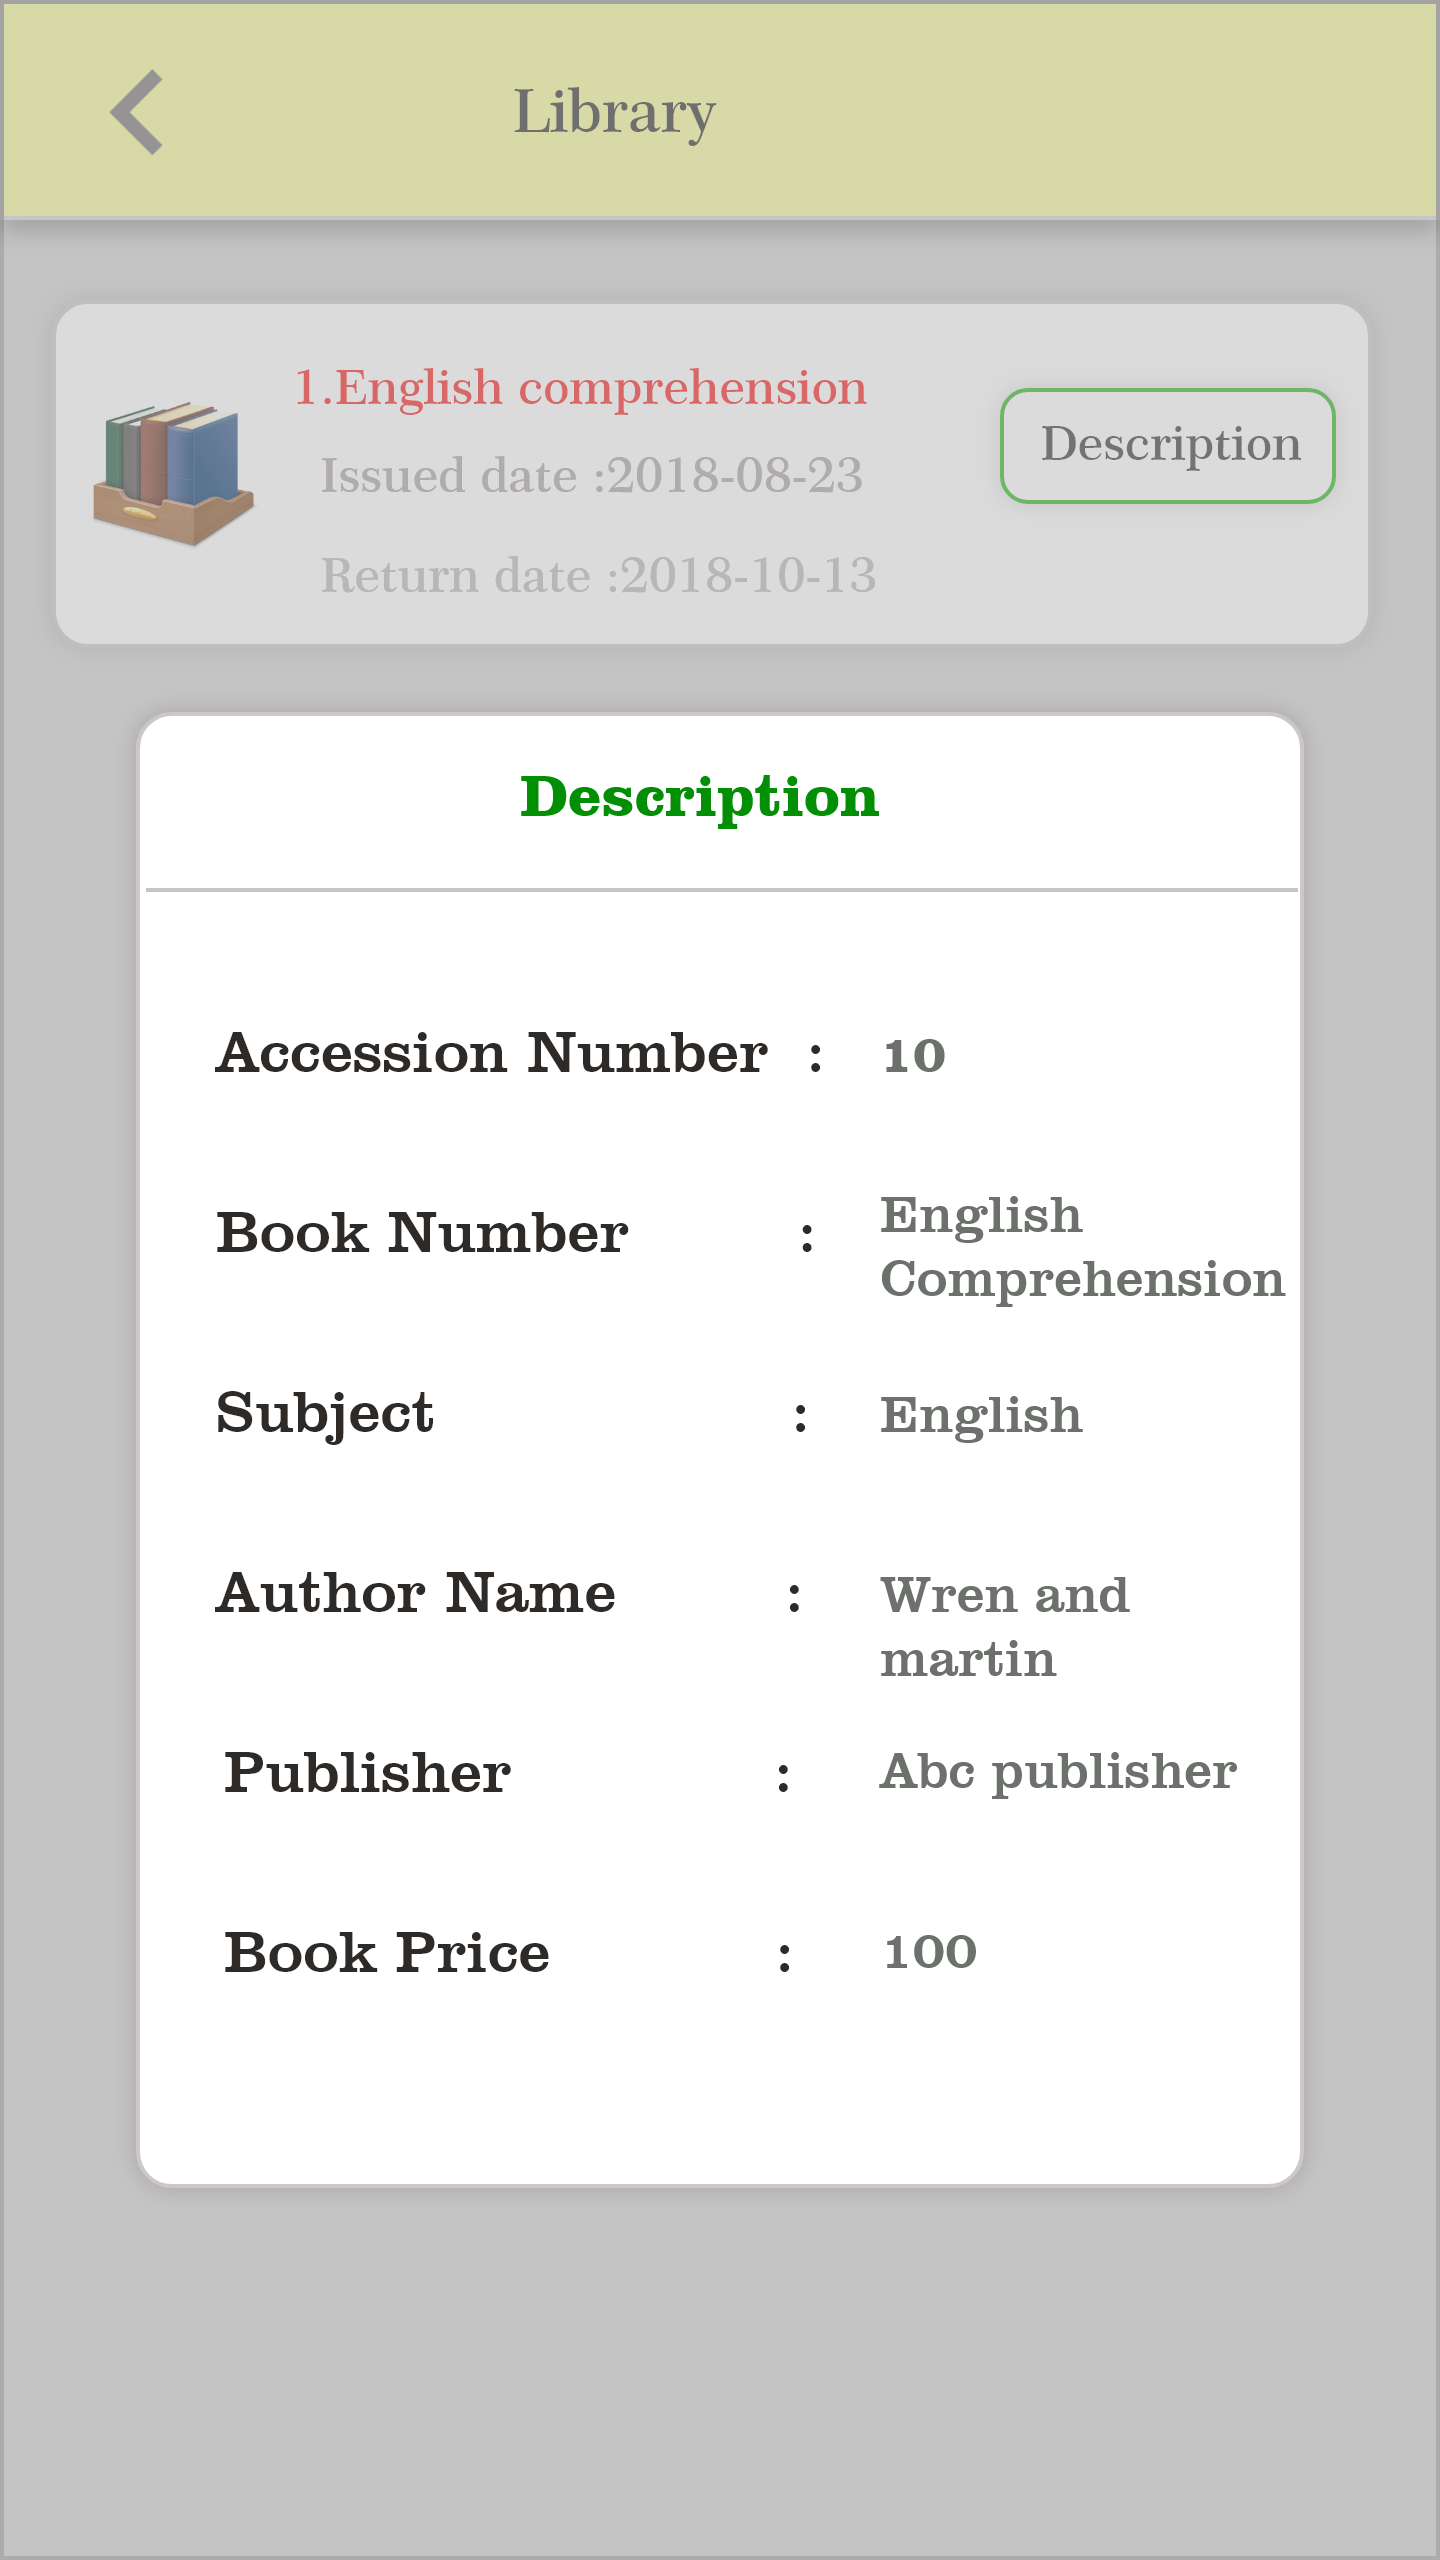 Library
1.English comprehension
Issued date :2018-08-23
Return date :2018-10-13
Description
Description
Accession Number : 10
Book Number : English
Comprehension
Subject : English
Author Name : Wren and
martin
Publisher : Abc publisher
Book Price : 100